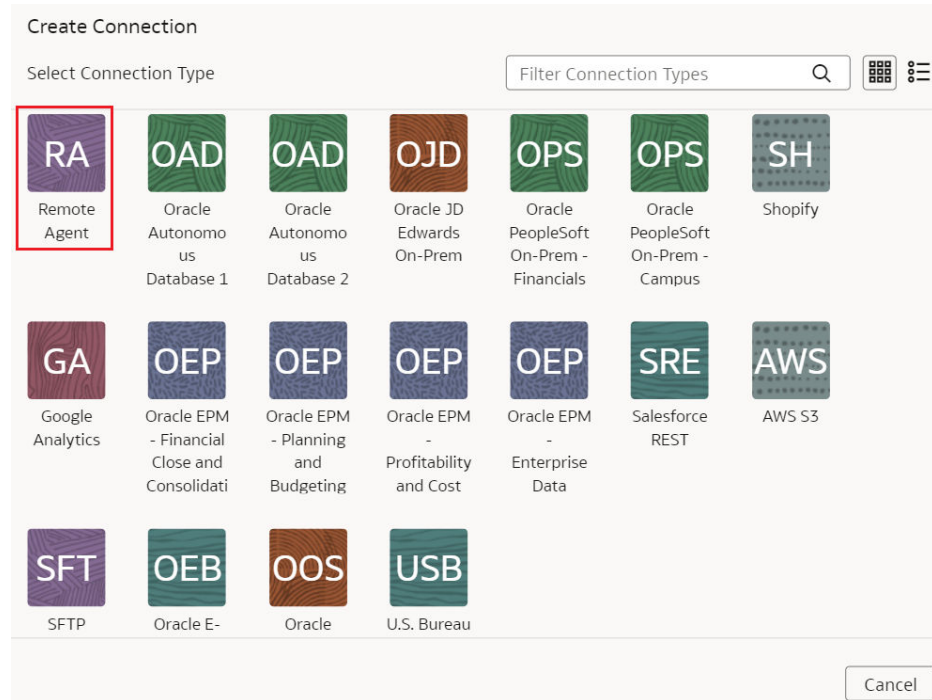 Create Connection
Select Connection Type
Filter Connection Types
RA
OAD
OAD
OJD
OPS
OPS
SH
Remote
Agent
Oracle
Autonomo
us
Database 1
Oracle
Autonomo
us
Database 2
Oracle JD
Edwards
On-Prem
Oracle
PeopleSoft
On-Prem -
Financials
Oracle
PeopleSoft
On-Prem -
Campus
Shopify
GA
OEP
OEP
OEP
OEP
SRE
AWS
Google
Analytics
Oracle EPM
- Financial
Close and
Consolidati
Oracle EPM
- Planning
and
Budgeting
Oracle EPM
-
Profitability
and Cost
Oracle EPM
-
Enterprise
Data
Salesforce
REST
AWS S3
SFT
OEB
OOS
USB
SFTP
Oracle E-
Oracle
U.S. Bureau
Cancel